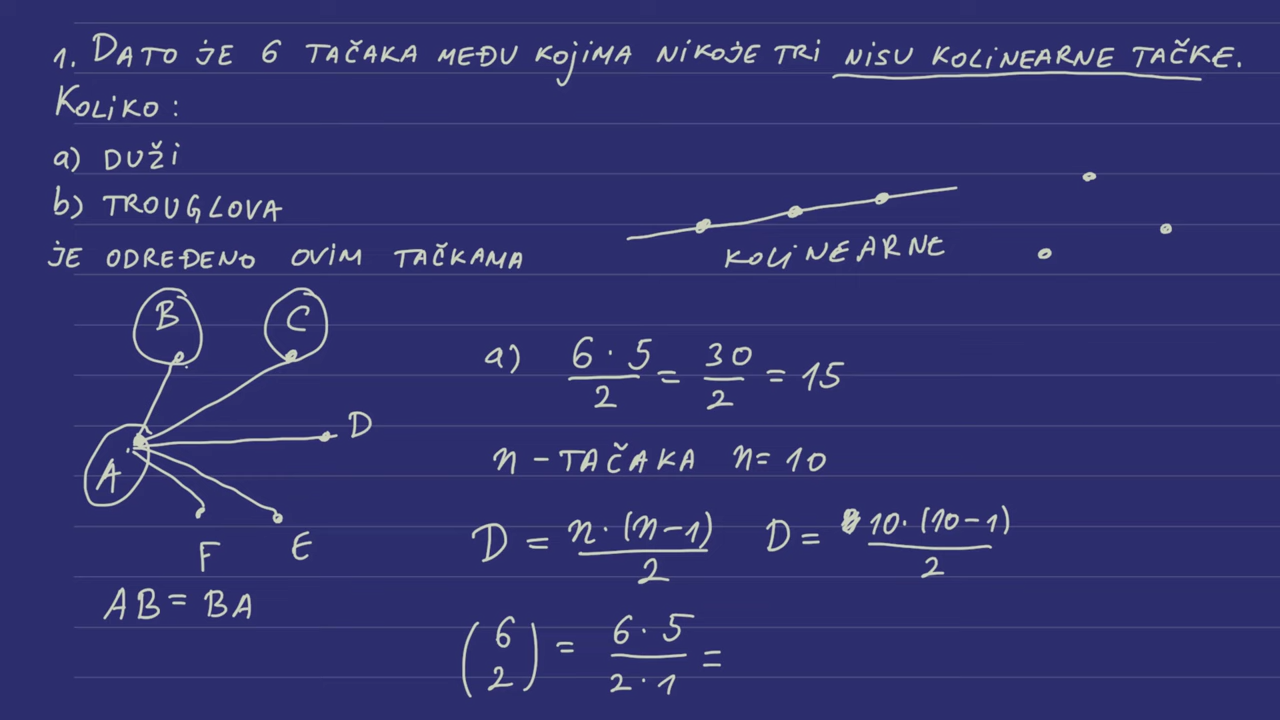 1. DATO JE 6 TAČAKA MEĐU KOJIMA NIKOJE TRI NISU KOLINEARNE TAČKE.
KOLIKO :
a) DUŽI
b) TROUGLOVA
JE ODREĐENO OVIM TAČKAMA
KOLINEARNE
B C
A D
F E
AB = BA
a) 6 · 5 / 2 = 30 / 2 = 15
n - TAČAKA n = 10
D = n · (n - 1) / 2 D = 10 · (10 - 1) / 2
(6 2) = 6 · 5 / 2 · 1 =